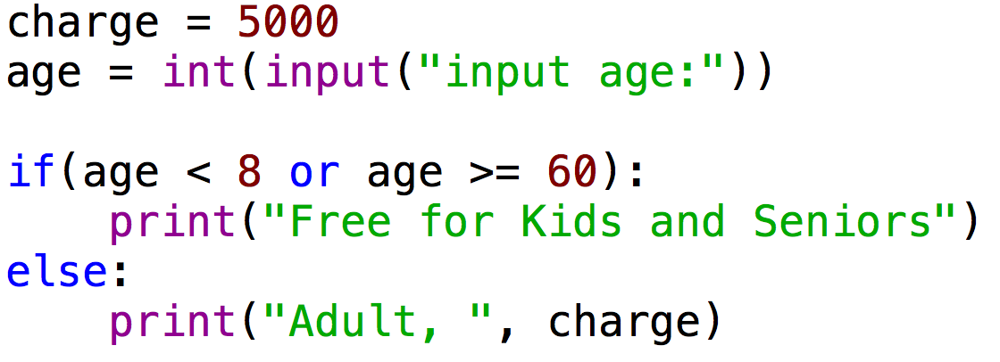 charge = 5000
age = int(input("input age:"))
if(age < 8 or age >= 60):
    print("Free for Kids and Seniors")
else:
    print("Adult, ", charge)